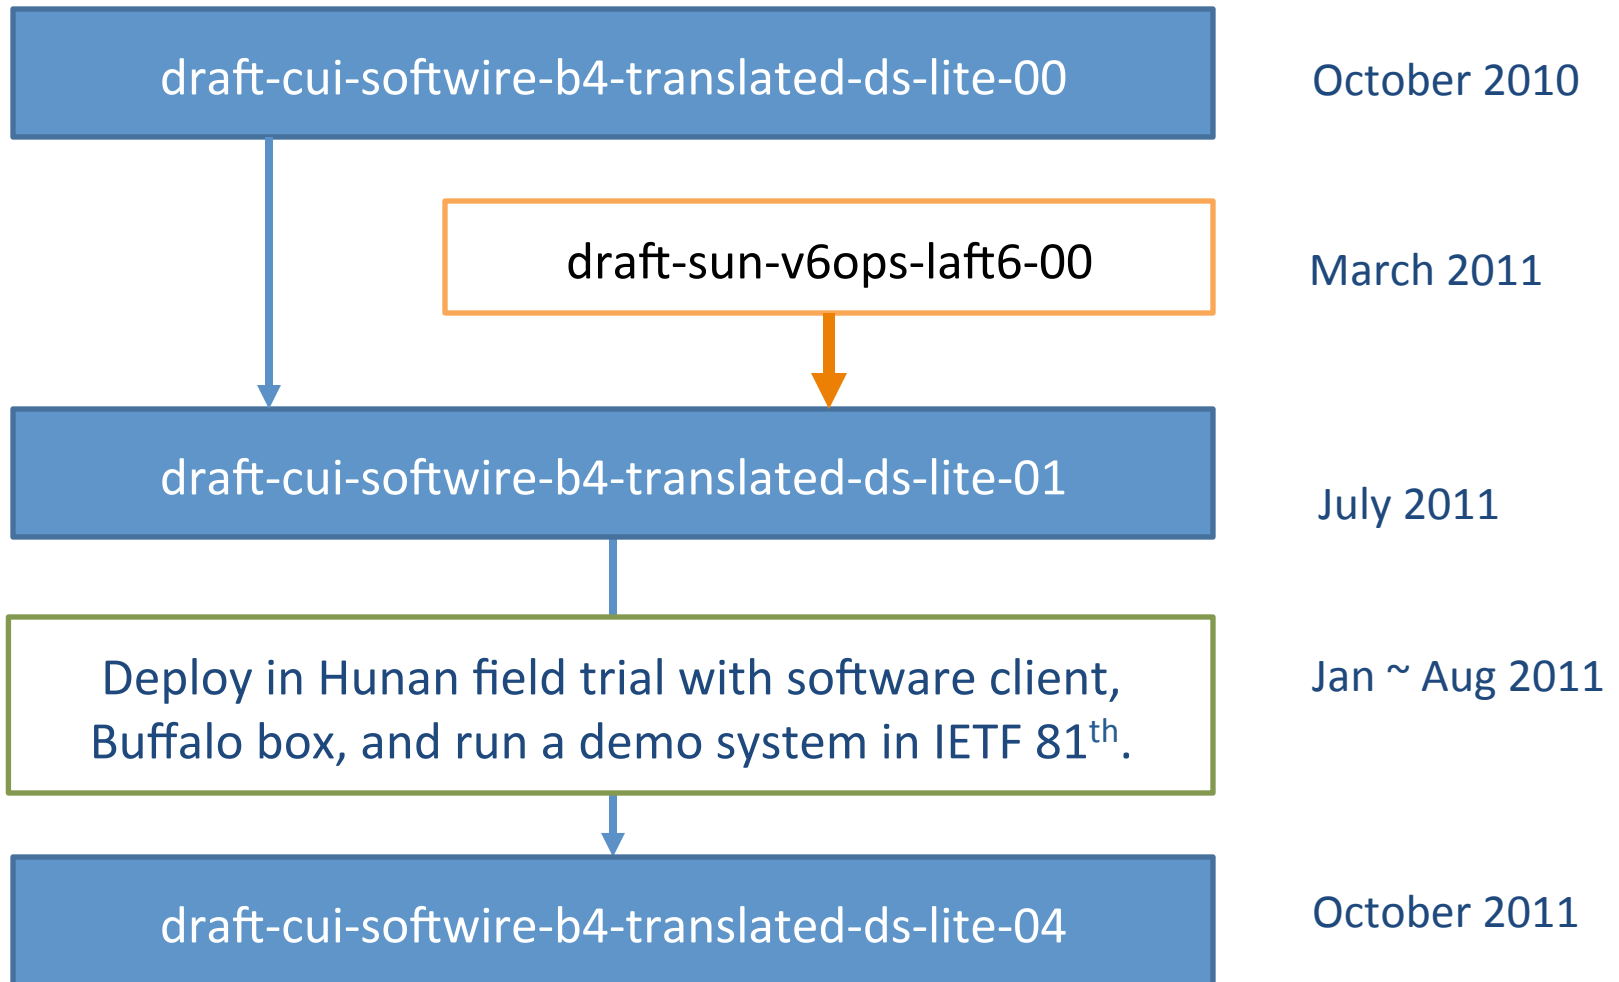 draft-cui-softwire-b4-translated-ds-lite-00
October 2010
draft-sun-v6ops-laft6-00
March 2011
draft-cui-softwire-b4-translated-ds-lite-01
July 2011
Deploy in Hunan field trial with software client,
Buffalo box, and run a demo system in IETF 81th.
Jan ~ Aug 2011
draft-cui-softwire-b4-translated-ds-lite-04
October 2011